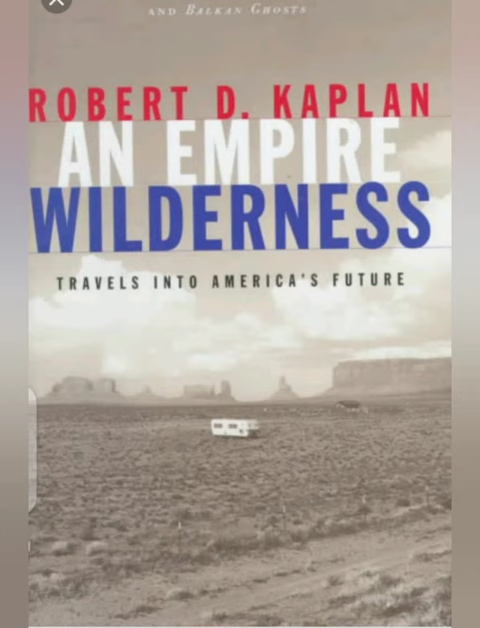 AND BALKAN GHOSTS
ROBERT D. KAPLAN
AN EMPIRE
WILDERNESS
TRAVELS INTO AMERICA'S FUTURE